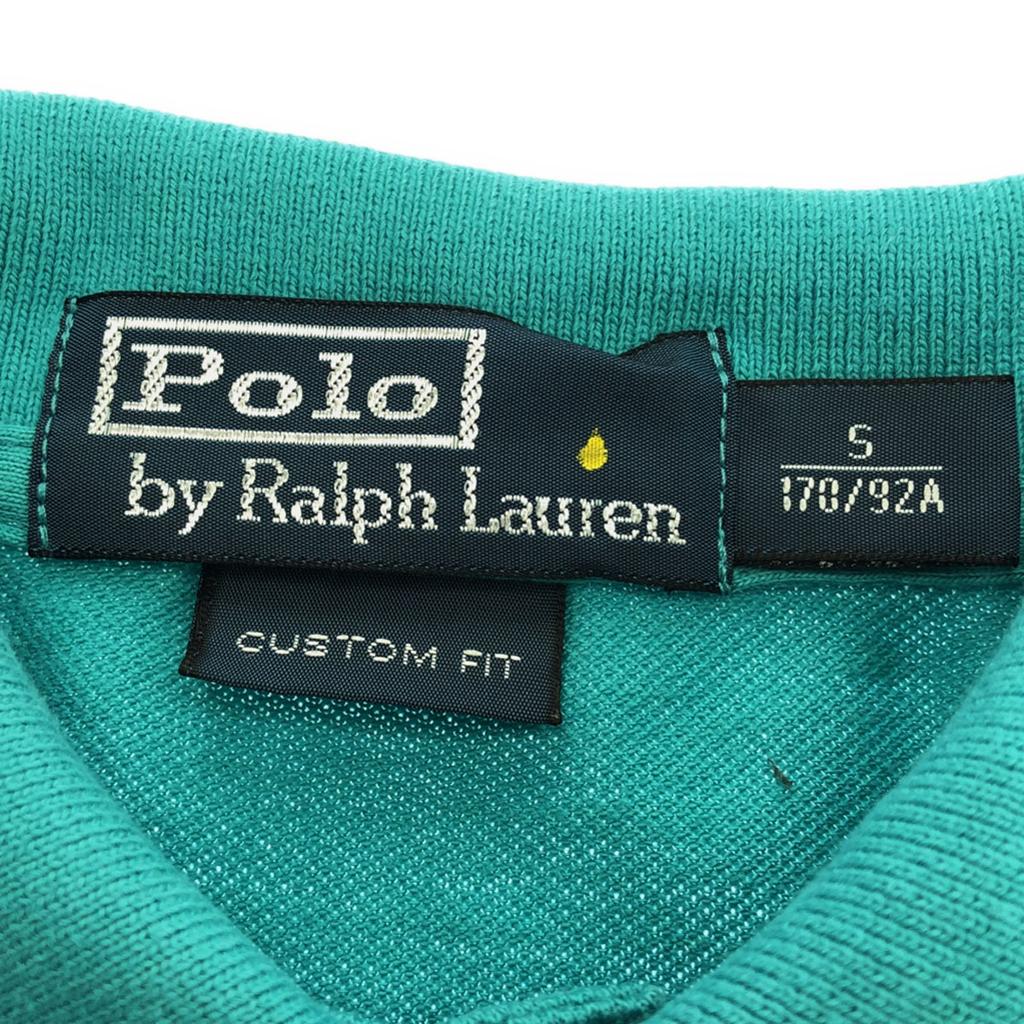 Polo
by Ralph Lauren
S
170/92A
CUSTOM FIT